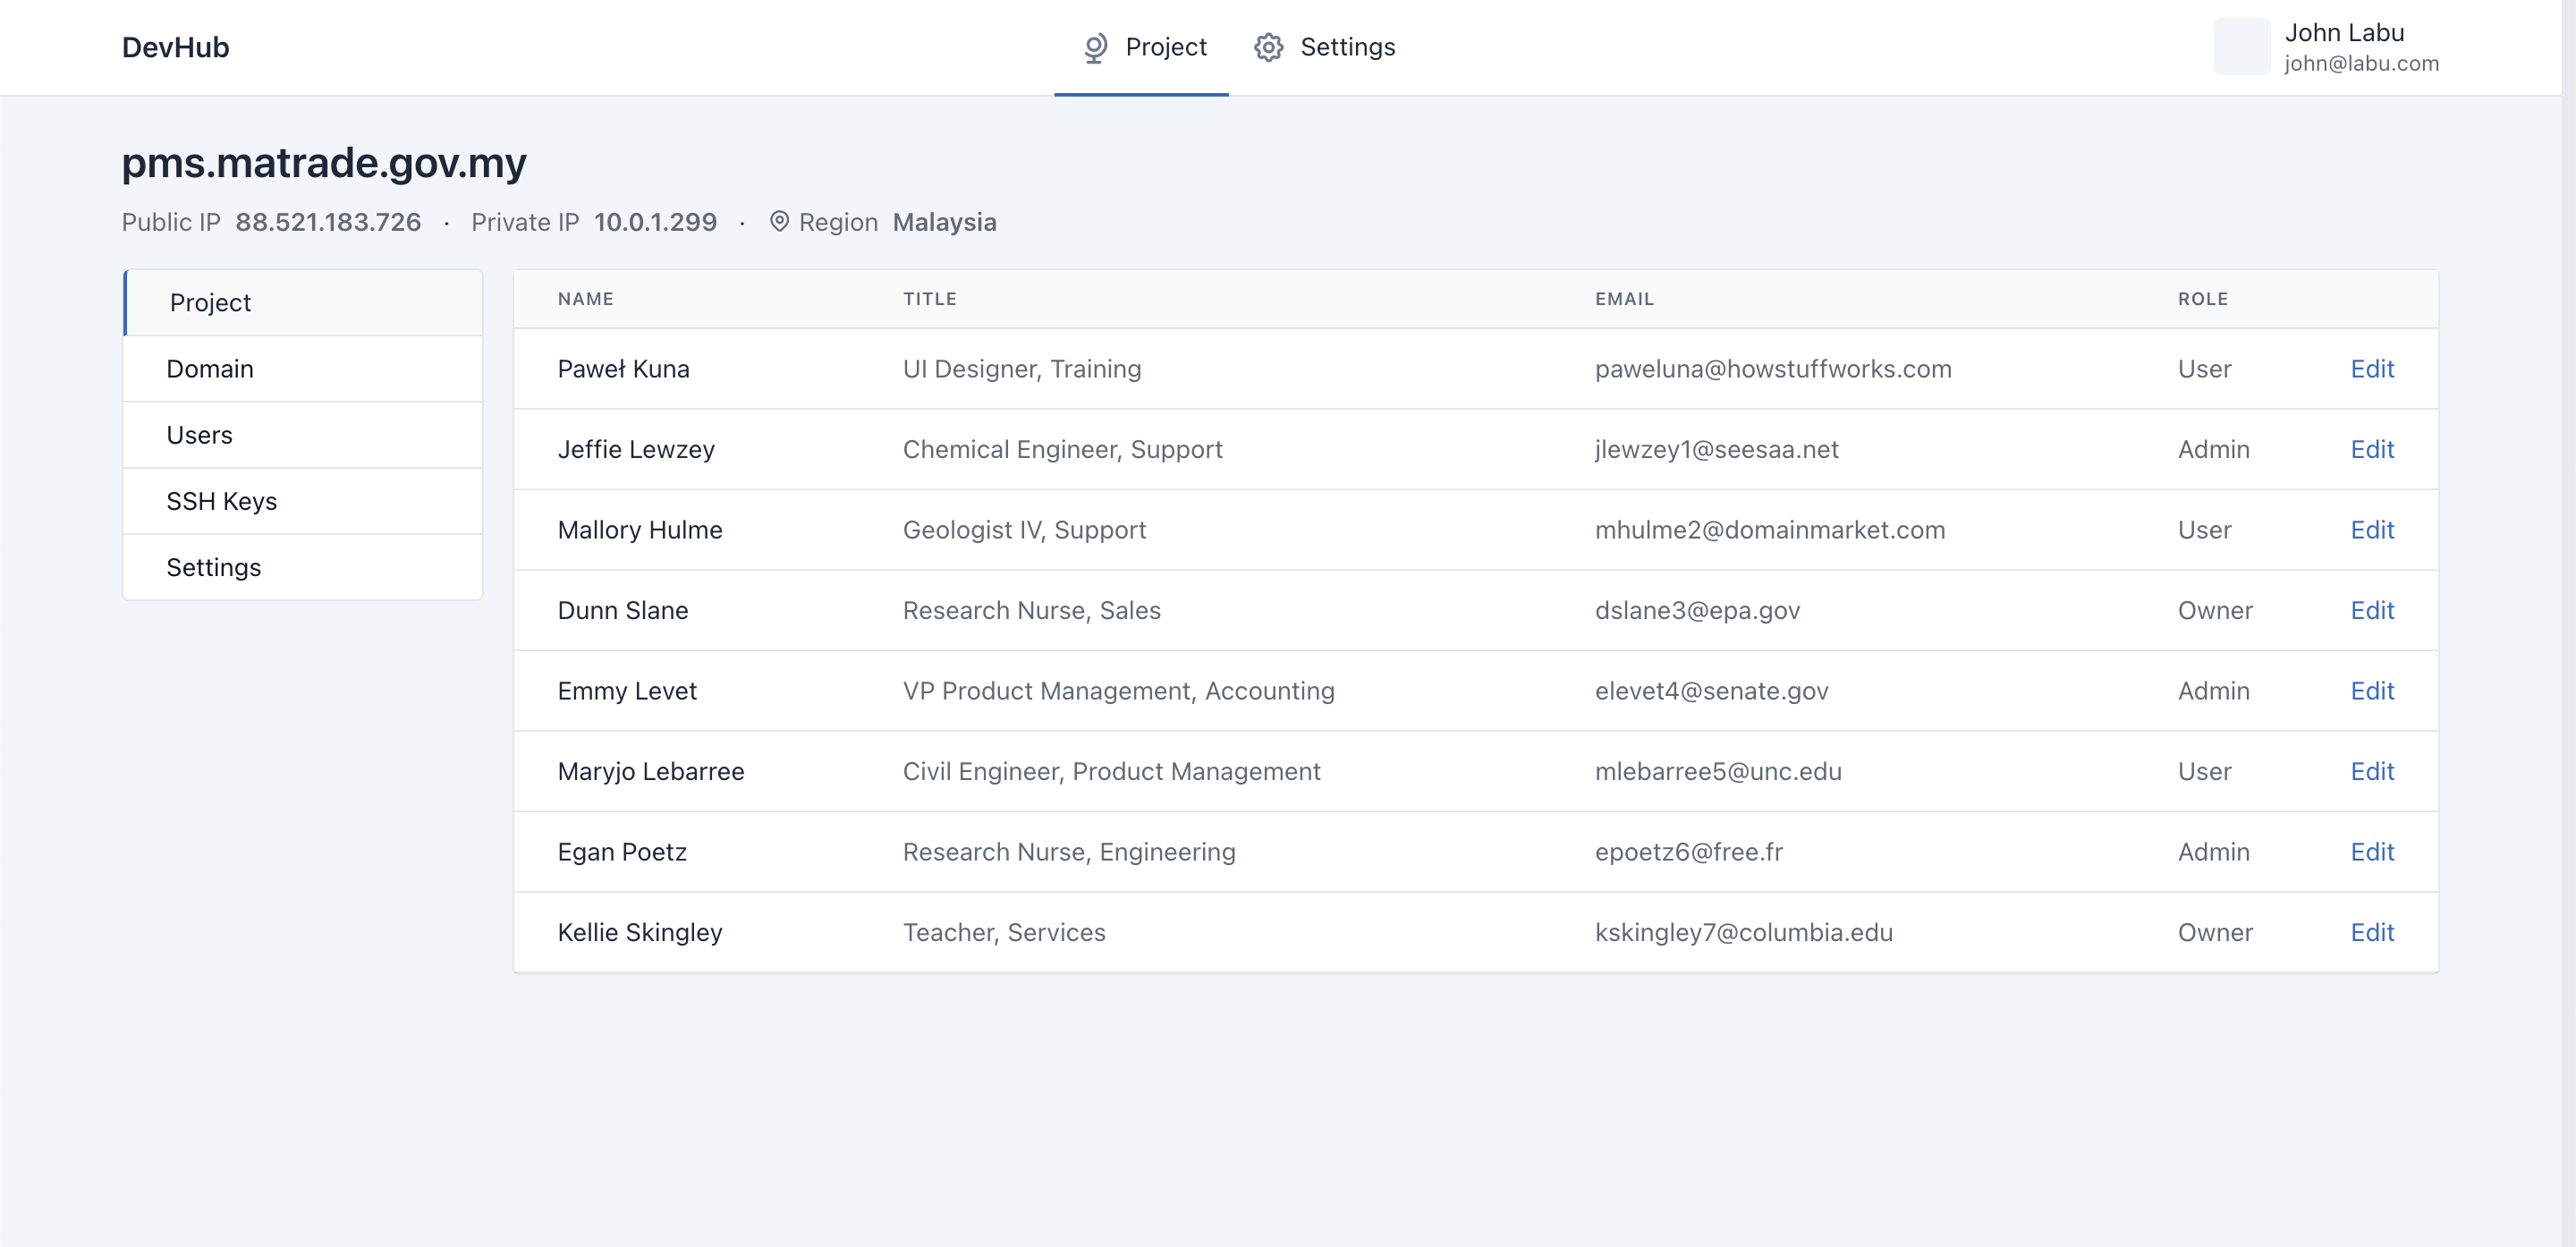 DevHub
Project
Settings
John Labu
john@labu.com
pms.matrade.gov.my
Public IP 88.521.183.726 · Private IP 10.0.1.299 · Region Malaysia
Project
Domain
Users
SSH Keys
Settings
NAME TITLE EMAIL ROLE
Paweł Kuna UI Designer, Training paweluna@howstuffworks.com User Edit
Jeffie Lewzey Chemical Engineer, Support jlewzey1@seesaa.net Admin Edit
Mallory Hulme Geologist IV, Support mhulme2@domainmarket.com User Edit
Dunn Slane Research Nurse, Sales dslane3@epa.gov Owner Edit
Emmy Levet VP Product Management, Accounting elevet4@senate.gov Admin Edit
Maryjo Lebarree Civil Engineer, Product Management mlebarree5@unc.edu User Edit
Egan Poetz Research Nurse, Engineering epoetz6@free.fr Admin Edit
Kellie Skingley Teacher, Services kskingley7@columbia.edu Owner Edit